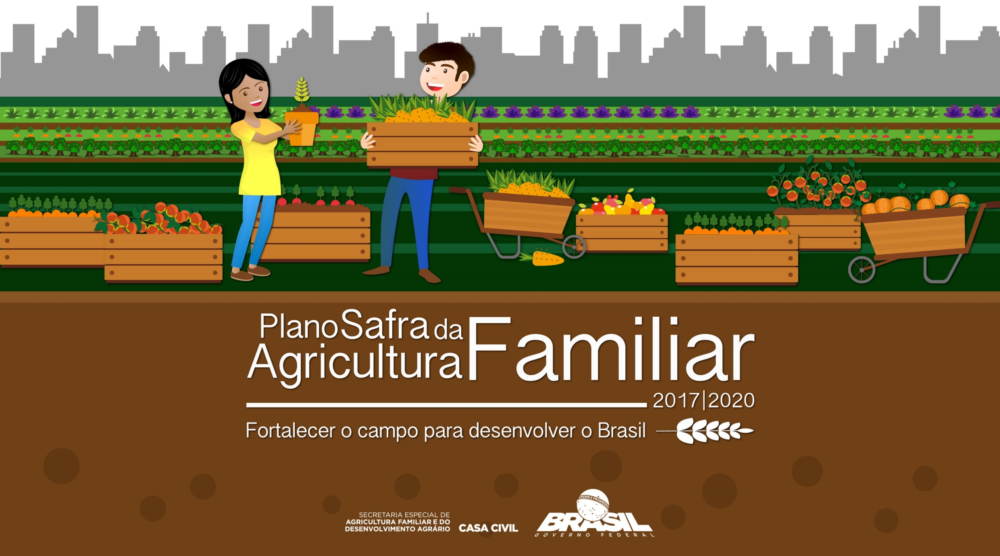 Plano Safra da
Agricultura Familiar
2017|2020
Fortalecer o campo para desenvolver o Brasil
SECRETARIA ESPECIAL DE
AGRICULTURA FAMILIAR E DO
DESENVOLVIMENTO AGRÁRIO
CASA CIVIL
ORDEM E PROGRESSO
BRASIL
GOVERNO FEDERAL